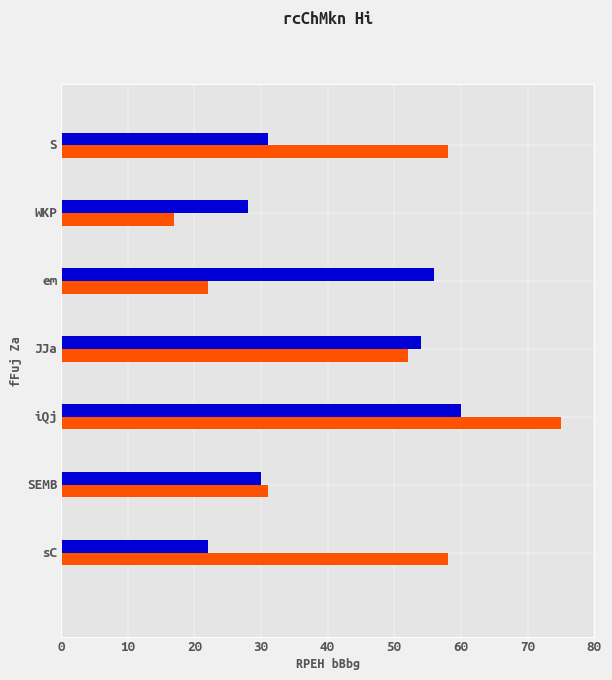 rcChMkn Hi
fFuj Za
S
WKP
em
JJa
iQj
SEMB
sC
0 10 20 30 40 50 60 70 80
RPEH bBbg